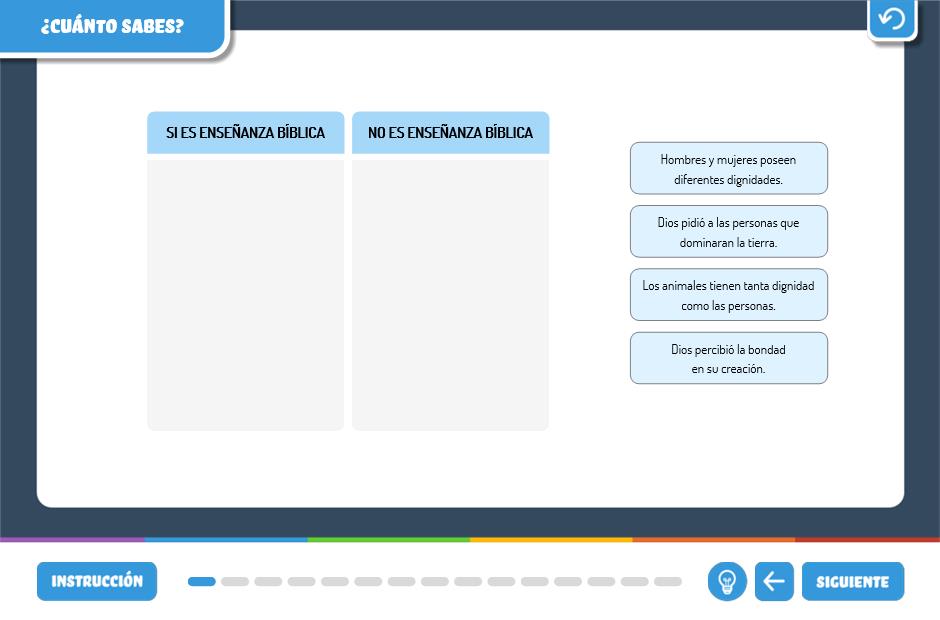 ¿CUÁNTO SABES?
SI ES ENSEÑANZA BÍBLICA
NO ES ENSEÑANZA BÍBLICA
Hombres y mujeres poseen
diferentes dignidades.
Dios pidió a las personas que
dominaran la tierra.
Los animales tienen tanta dignidad
como las personas.
Dios percibió la bondad
en su creación.
INSTRUCCIÓN
SIGUIENTE